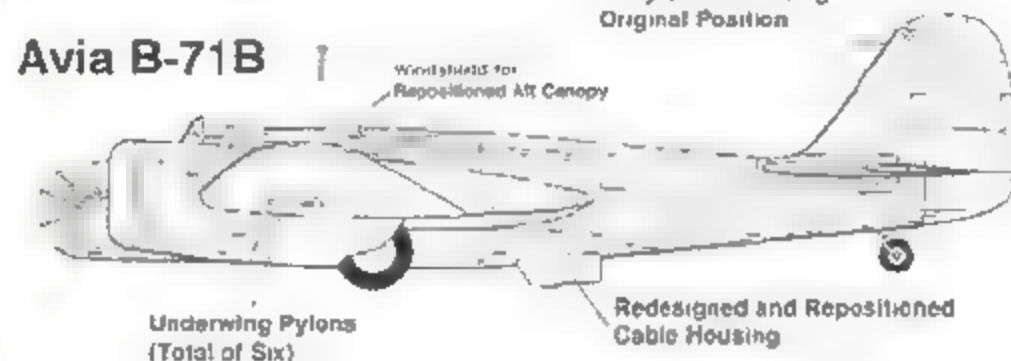 Original Position
Avia B-71B
Windshield for
Repositioned Aft Canopy
Redesigned and Repositioned
Cable Housing
Underwing Pylons
(Total of Six)